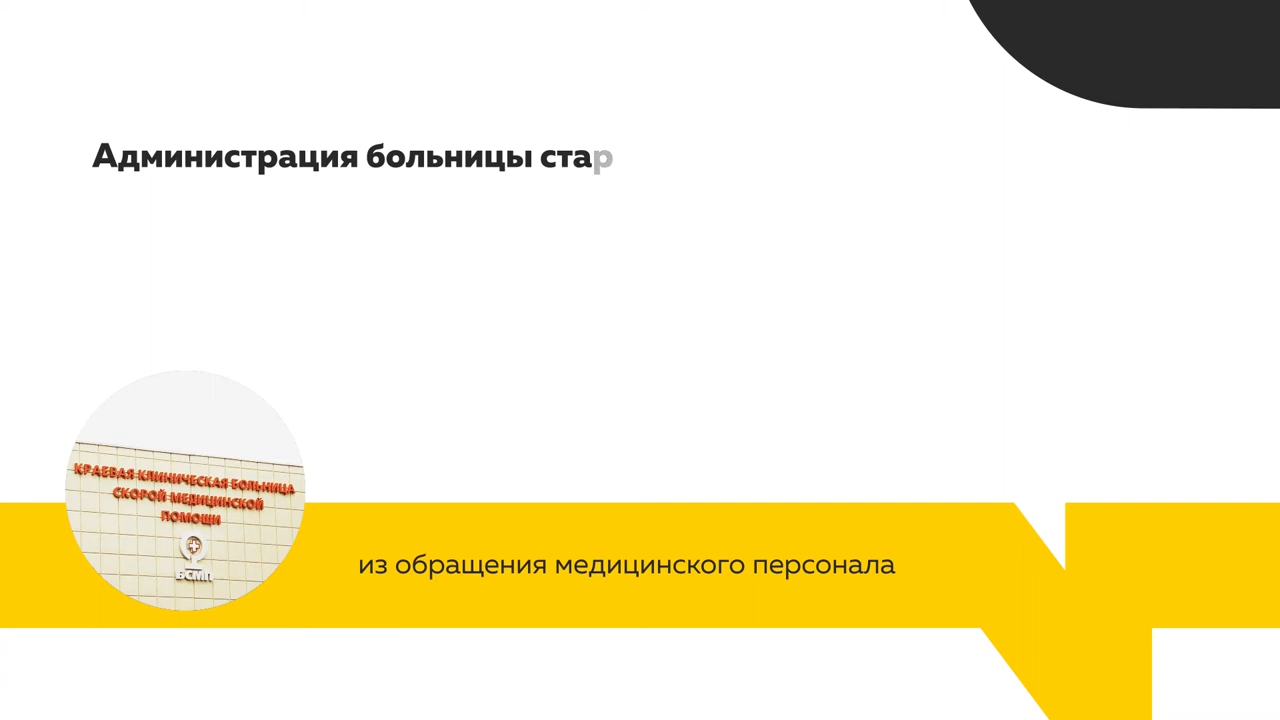 Администрация больницы стар
КРАЕВАЯ КЛИНИЧЕСКАЯ БОЛЬНИЦА
СКОРОЙ МЕДИЦИНСКОЙ
ПОМОЩИ
ВСМП
из обращения медицинского персонала